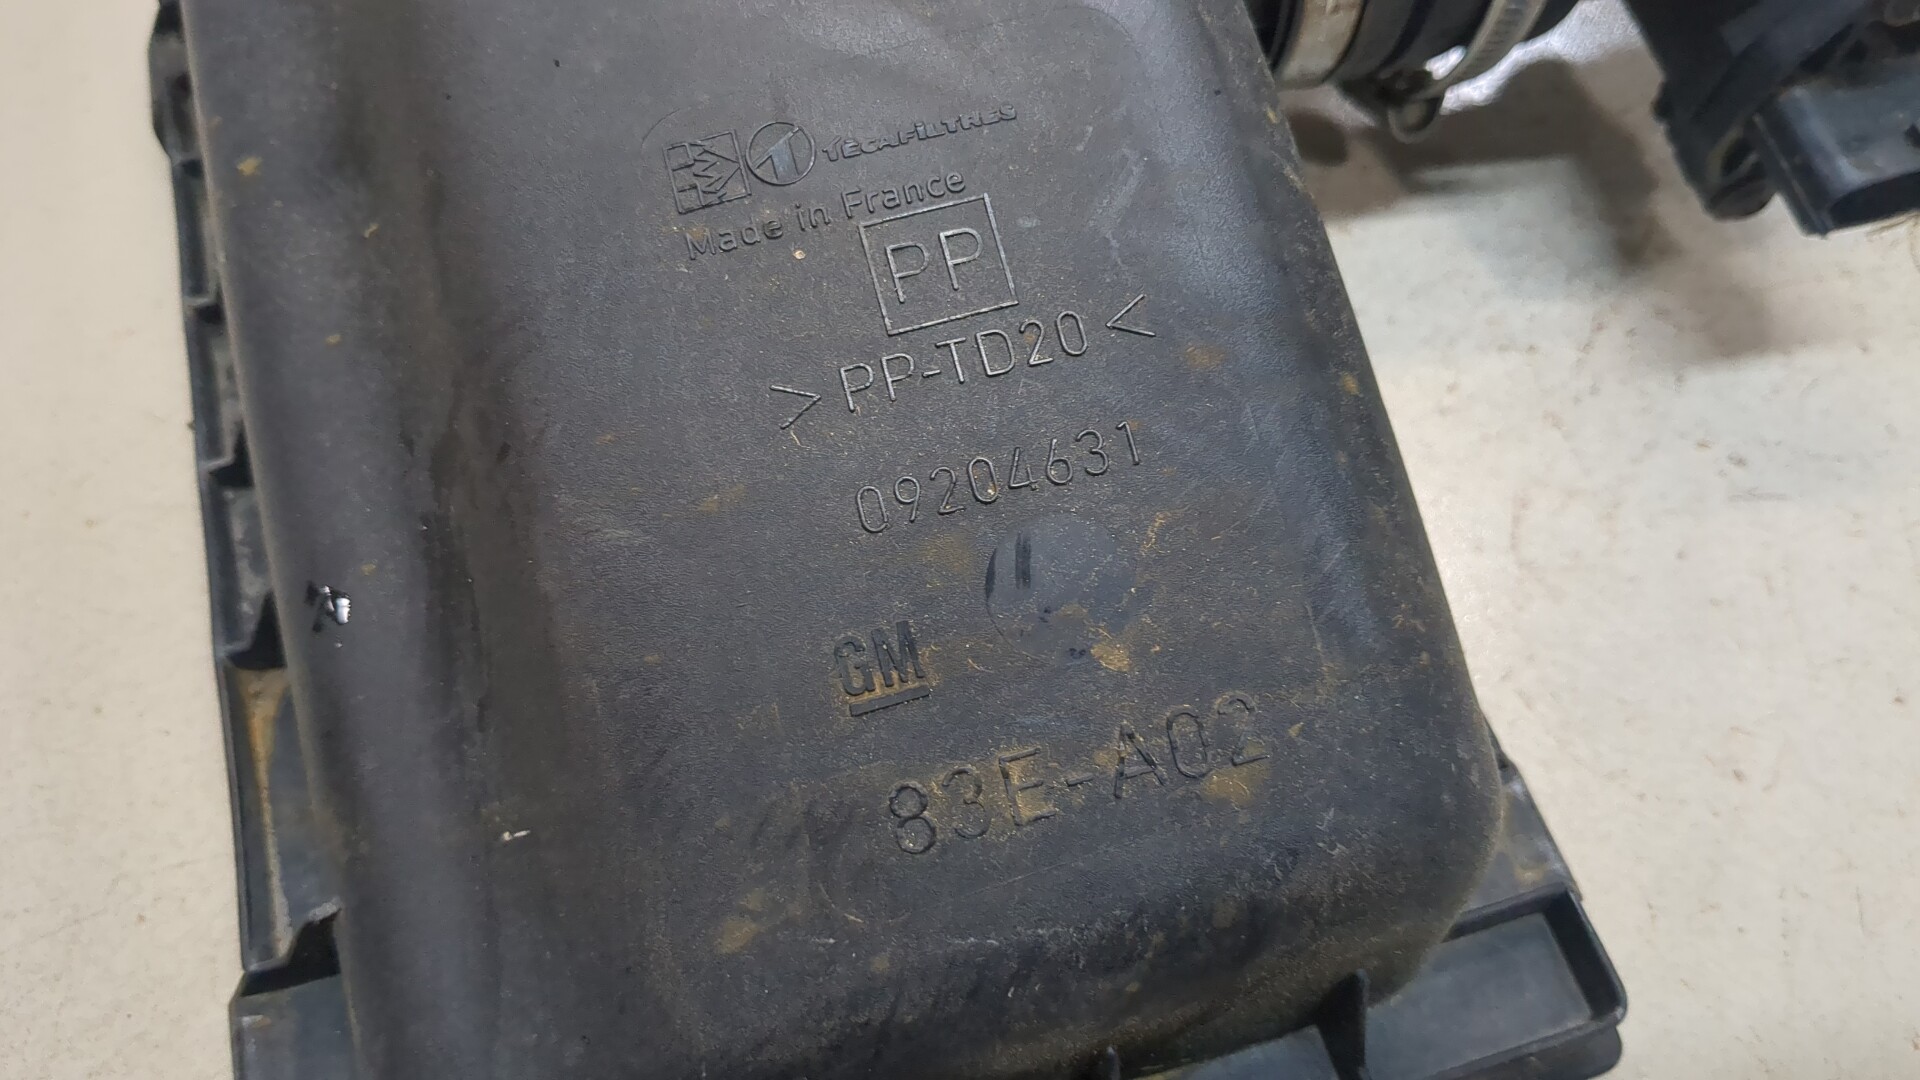 TECAFILTRES
Made in France
PP
>PP-TD20<
09204631
GM
83E-A02